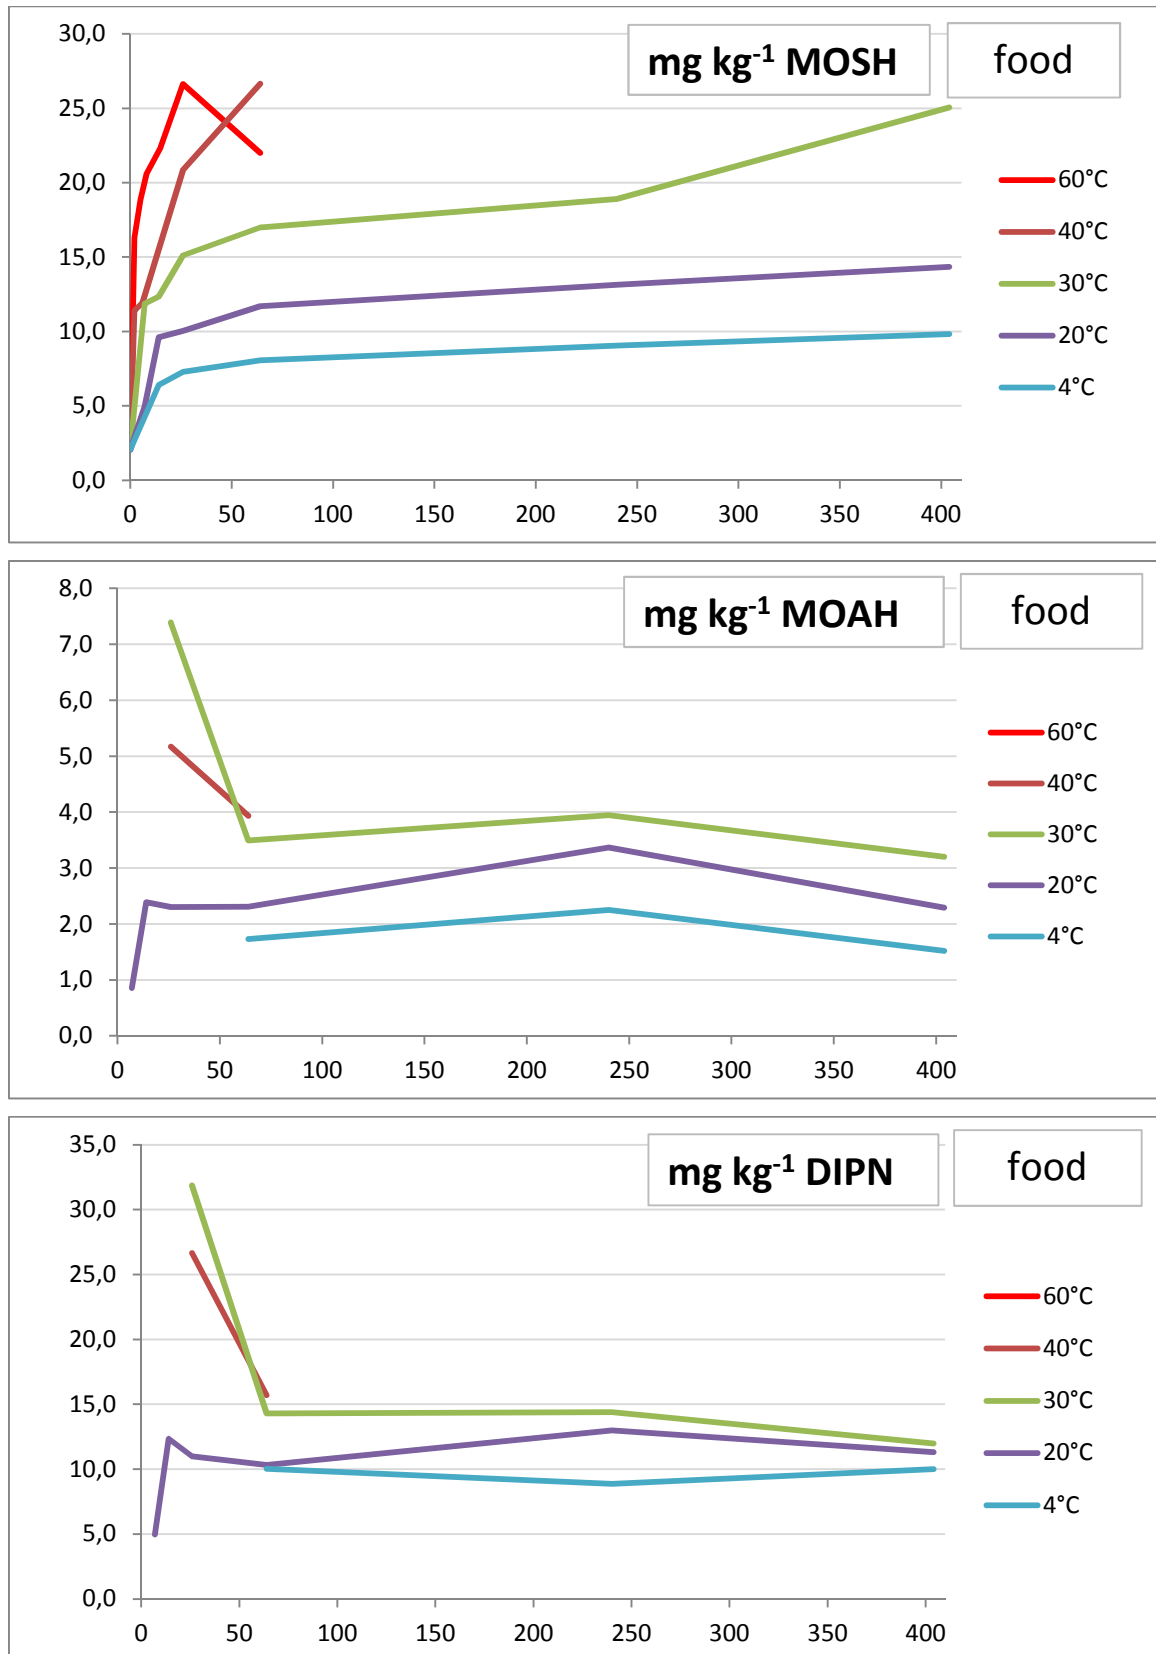 mg kg⁻¹ MOSH
food
30,0
25,0
20,0
15,0
10,0
5,0
0,0
0 50 100 150 200 250 300 350 400
60°C
40°C
30°C
20°C
4°C
mg kg⁻¹ MOAH
food
8,0
7,0
6,0
5,0
4,0
3,0
2,0
1,0
0,0
0 50 100 150 200 250 300 350 400
60°C
40°C
30°C
20°C
4°C
mg kg⁻¹ DIPN
food
35,0
30,0
25,0
20,0
15,0
10,0
5,0
0,0
0 50 100 150 200 250 300 350 400
60°C
40°C
30°C
20°C
4°C